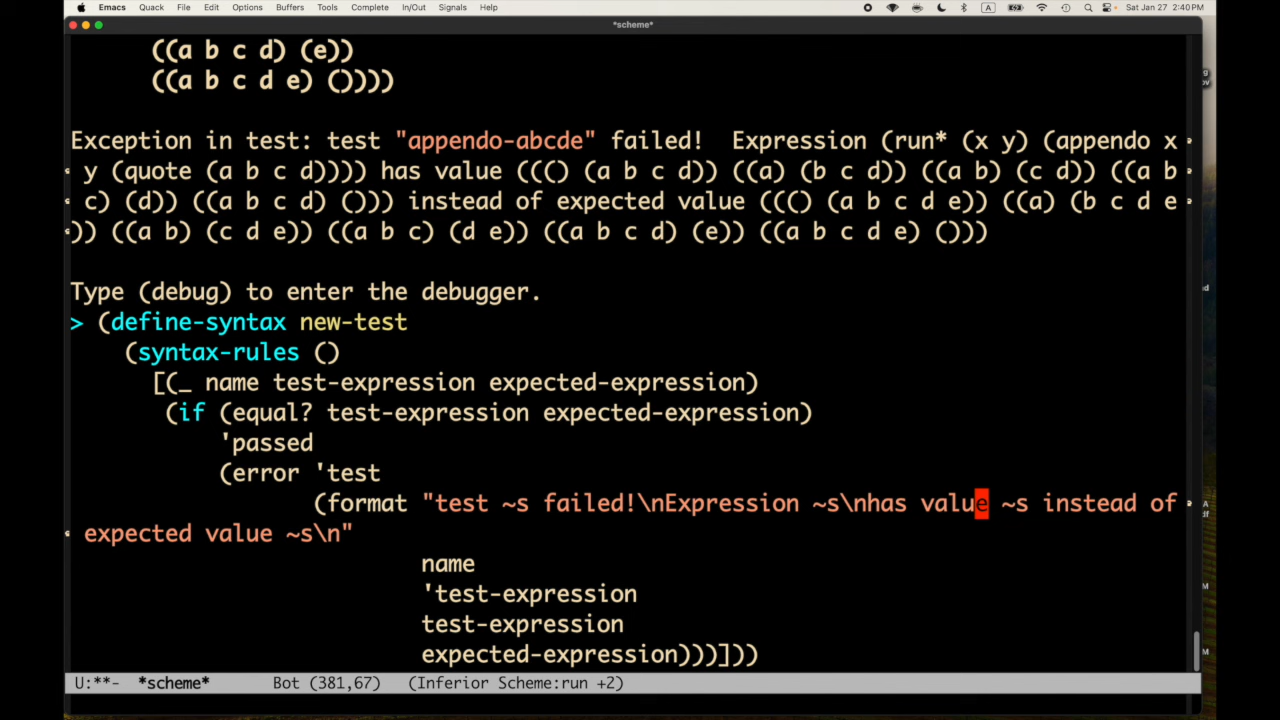 Emacs Quack File Edit Options Buffers Tools Complete In/Out Signals Help A Sat Jan 27 2:40 PM
*scheme*
((a b c d) (e))
((a b c d e) ())))
Exception in test: test "appendo-abcde" failed!  Expression (run* (x y) (appendo x
y (quote (a b c d)))) has value ((() (a b c d)) ((a) (b c d)) ((a b) (c d)) ((a b
c) (d)) ((a b c d) ())) instead of expected value ((() (a b c d e)) ((a) (b c d e
)) ((a b) (c d e)) ((a b c) (d e)) ((a b c d) (e)) ((a b c d e) ()))
Type (debug) to enter the debugger.
> (define-syntax new-test
(syntax-rules ()
[(_ name test-expression expected-expression)
(if (equal? test-expression expected-expression)
'passed
(error 'test
(format "test ~s failed!\nExpression ~s\nhas value ~s instead of
expected value ~s\n"
name
'test-expression
test-expression
expected-expression)))]))
U:**-  *scheme*      Bot (381,67)   (Inferior Scheme:run +2)